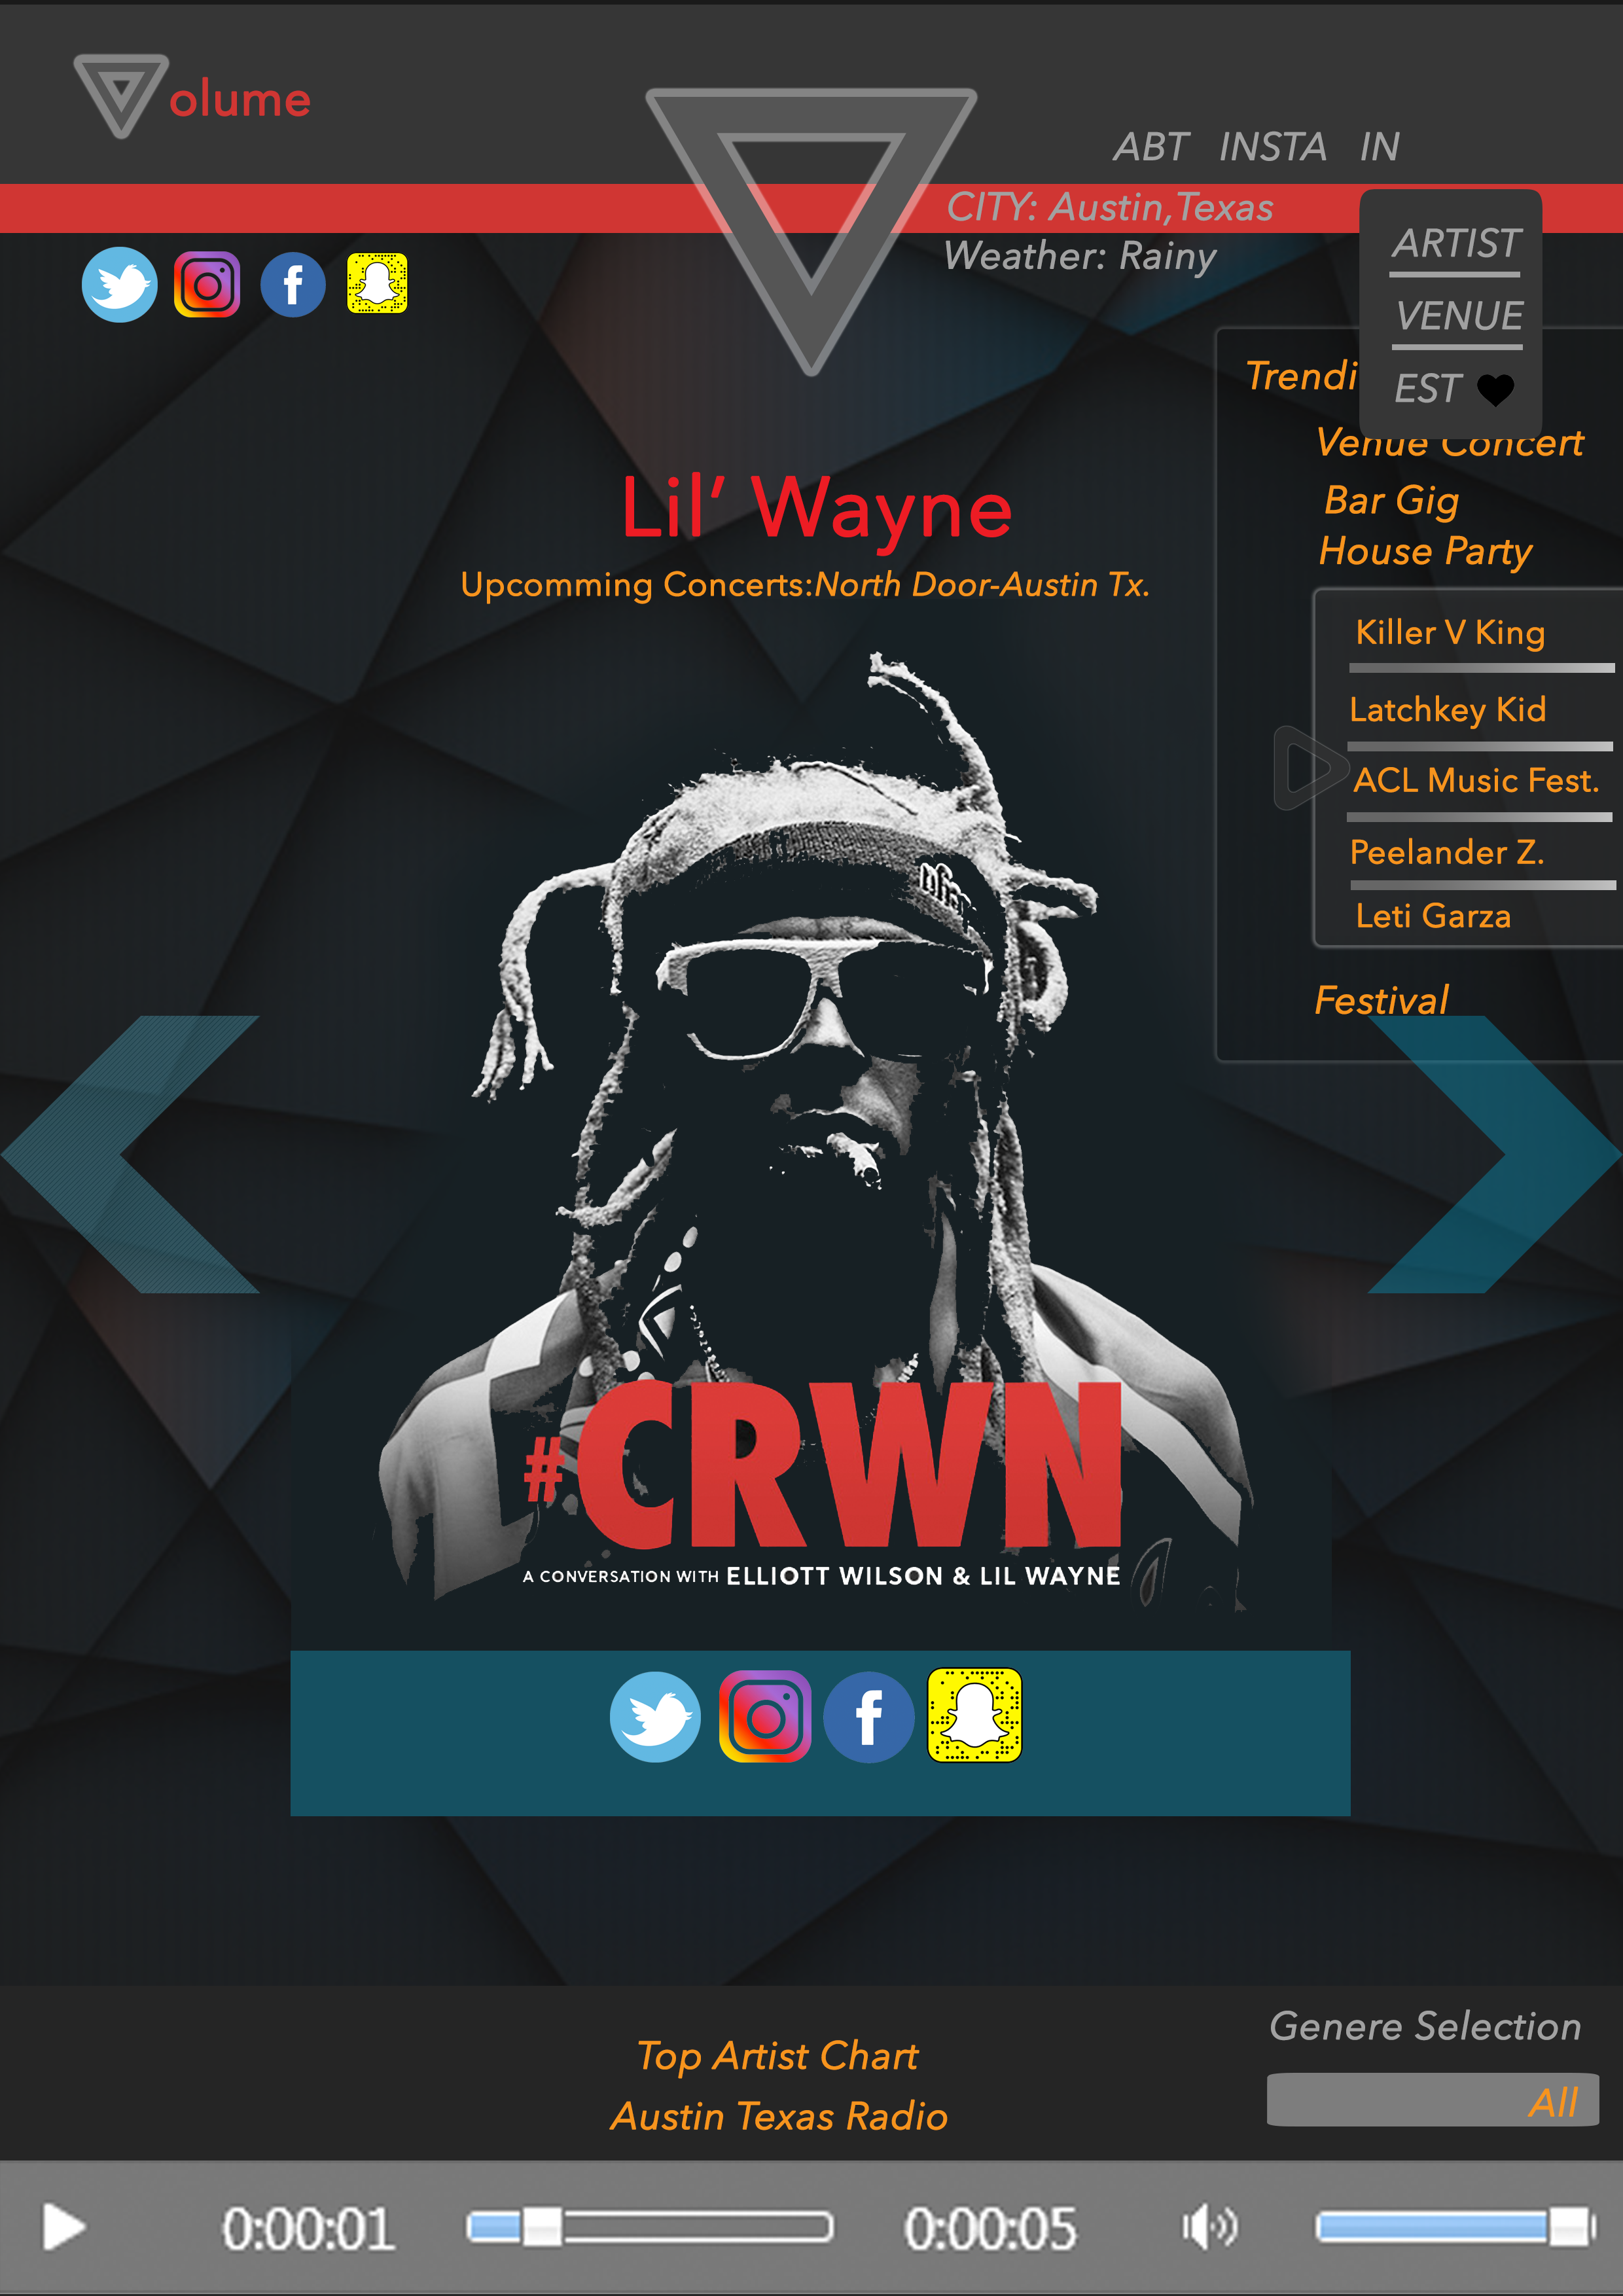 olume
ABT INSTA IN
CITY: Austin,Texas
Weather: Rainy
ARTIST
VENUE
EST
Trendi
Venue Concert
Bar Gig
House Party
Killer V King
Latchkey Kid
ACL Music Fest.
Peelander Z.
Leti Garza
Festival
Lil’ Wayne
Upcomming Concerts:North Door-Austin Tx.
#CRWN
A CONVERSATION WITH ELLIOTT WILSON & LIL WAYNE
Genere Selection
All
Top Artist Chart
Austin Texas Radio
0:00:01 0:00:05